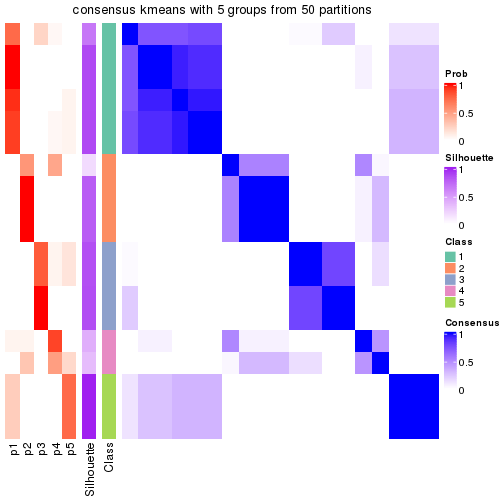 consensus kmeans with 5 groups from 50 partitions
Prob
1
0.5
0
Silhouette
1
0.5
0
Class
1
2
3
4
5
Consensus
1
0.5
0
p1
p2
p3
p4
p5
Silhouette
Class